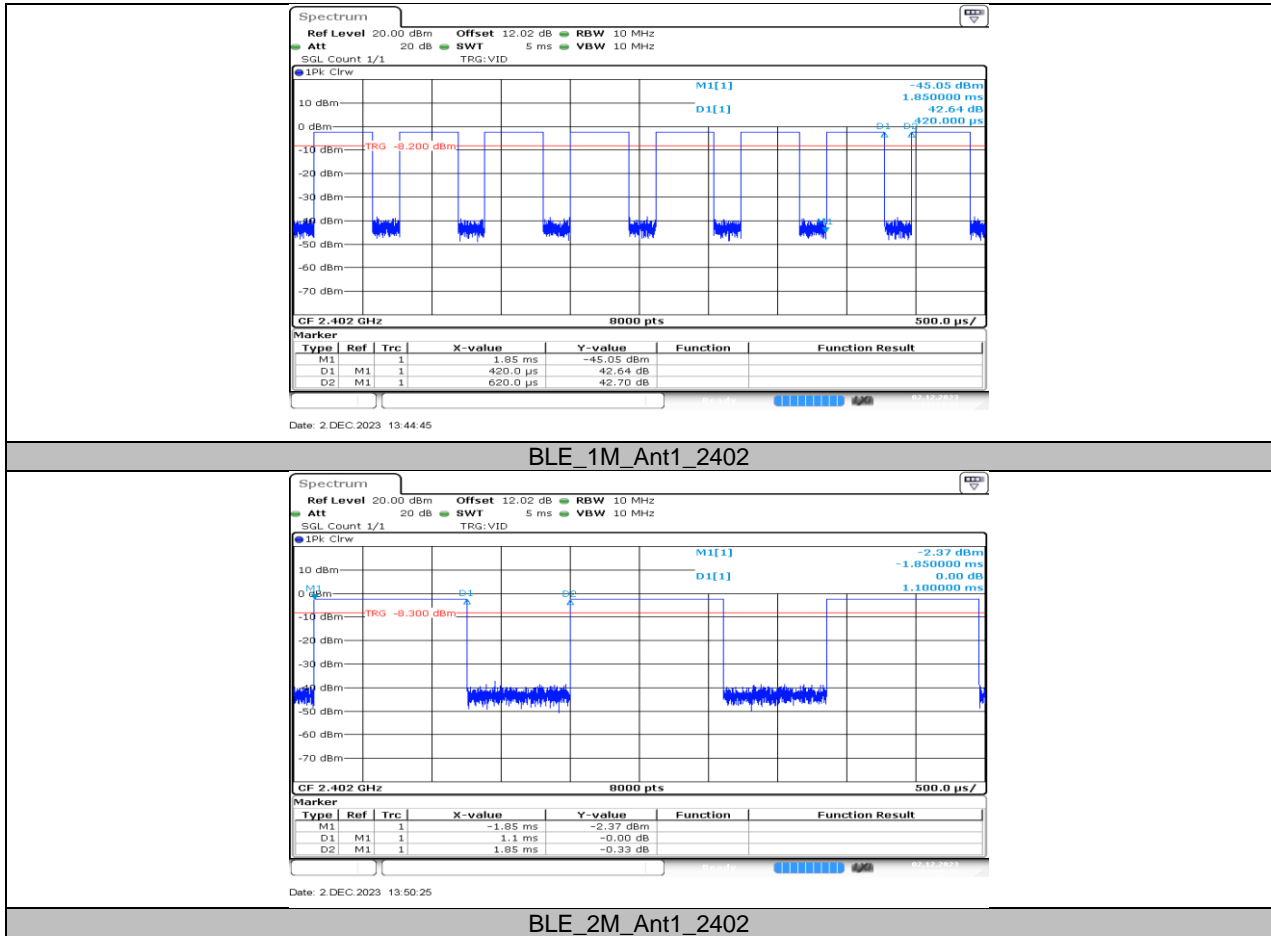 Spectrum
Ref Level 20.00 dBm Offset 12.02 dB RBW 10 MHz
Att 20 dB SWT 5 ms VBW 10 MHz
SGL Count 1/1 TRG:VID
1Pk Clrw
M1[1] -45.05 dBm
1.850000 ms
10 dBm
D1[1] 42.64 dB
420.000 µs
0 dBm
D1 D2
TRG -8.200 dBm
-10 dBm
-20 dBm
-30 dBm
-40 dBm
M1
-50 dBm
-60 dBm
-70 dBm
CF 2.402 GHz 8000 pts 500.0 µs/
Marker
Type Ref Trc X-value Y-value Function Function Result
M1 1 1.85 ms -45.05 dBm
D1 M1 1 420.0 µs 42.64 dB
D2 M1 1 620.0 µs 42.70 dB
Ready 02.12.2023
Date: 2.DEC.2023 13:44:45
BLE_1M_Ant1_2402
Spectrum
Ref Level 20.00 dBm Offset 12.02 dB RBW 10 MHz
Att 20 dB SWT 5 ms VBW 10 MHz
SGL Count 1/1 TRG:VID
1Pk Clrw
M1[1] -2.37 dBm
-1.850000 ms
10 dBm
D1[1] 0.00 dB
1.100000 ms
M1
0 dBm
D1 D2
TRG -8.300 dBm
-10 dBm
-20 dBm
-30 dBm
-40 dBm
-50 dBm
-60 dBm
-70 dBm
CF 2.402 GHz 8000 pts 500.0 µs/
Marker
Type Ref Trc X-value Y-value Function Function Result
M1 1 -1.85 ms -2.37 dBm
D1 M1 1 1.1 ms -0.00 dB
D2 M1 1 1.85 ms -0.33 dB
Ready 02.12.2023
Date: 2.DEC.2023 13:50:25
BLE_2M_Ant1_2402